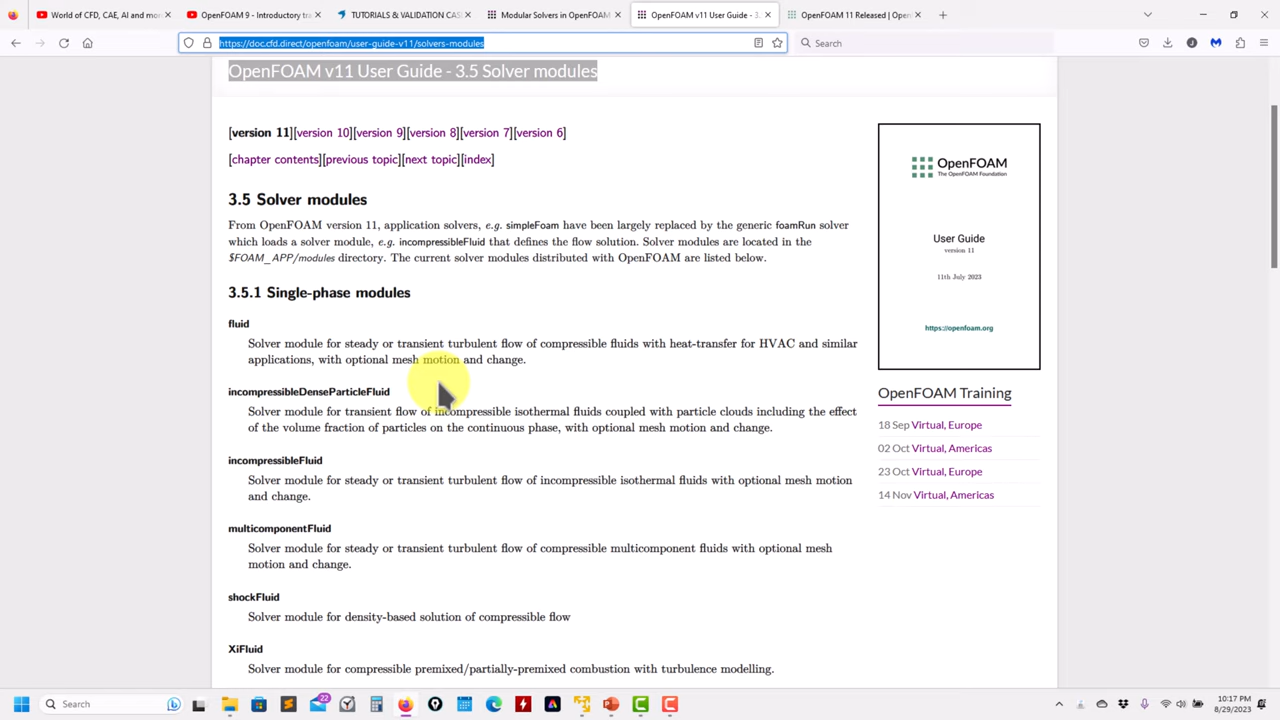 World of CFD, CAE, AI and mor
OpenFOAM 9 - Introductory tra
TUTORIALS & VALIDATION CAS
Modular Solvers in OpenFOAM
OpenFOAM v11 User Guide - 3.
OpenFOAM 11 Released | Open
https://doc.cfd.direct/openfoam/user-guide-v11/solvers-modules
Search
OpenFOAM v11 User Guide - 3.5 Solver modules
[version 11][version 10][version 9][version 8][version 7][version 6]
[chapter contents][previous topic][next topic][index]
3.5 Solver modules
From OpenFOAM version 11, application solvers, e.g. simpleFoam have been largely replaced by the generic foamRun solver
which loads a solver module, e.g. incompressibleFluid that defines the flow solution. Solver modules are located in the
$FOAM_APP/modules directory. The current solver modules distributed with OpenFOAM are listed below.
3.5.1 Single-phase modules
fluid
Solver module for steady or transient turbulent flow of compressible fluids with heat-transfer for HVAC and similar
applications, with optional mesh motion and change.
incompressibleDenseParticleFluid
Solver module for transient flow of incompressible isothermal fluids coupled with particle clouds including the effect
of the volume fraction of particles on the continuous phase, with optional mesh motion and change.
incompressibleFluid
Solver module for steady or transient turbulent flow of incompressible isothermal fluids with optional mesh motion
and change.
multicomponentFluid
Solver module for steady or transient turbulent flow of compressible multicomponent fluids with optional mesh
motion and change.
shockFluid
Solver module for density-based solution of compressible flow
XiFluid
Solver module for compressible premixed/partially-premixed combustion with turbulence modelling.
OpenFOAM
The OpenFOAM Foundation
User Guide
version 11
11th July 2023
https://openfoam.org
OpenFOAM Training
18 Sep Virtual, Europe
02 Oct Virtual, Americas
23 Oct Virtual, Europe
14 Nov Virtual, Americas
Search
22
8/29/2023